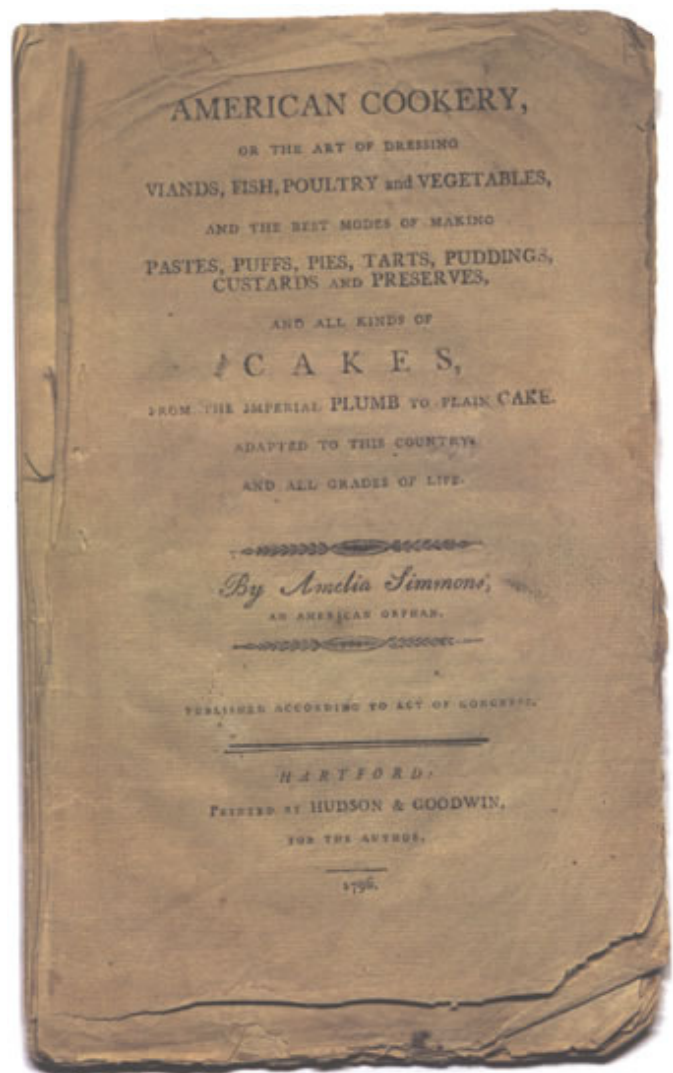 AMERICAN COOKERY,
OR THE ART OF DRESSING
VIANDS, FISH, POULTRY and VEGETABLES,
AND THE BEST MODES OF MAKING
PASTES, PUFFS, PIES, TARTS, PUDDINGS,
CUSTARDS AND PRESERVES,
AND ALL KINDS OF
CAKES,
FROM THE IMPERIAL PLUMB TO PLAIN CAKE.
ADAPTED TO THIS COUNTRY,
AND ALL GRADES OF LIFE.
By Amelia Simmons,
AN AMERICAN ORPHAN.
PUBLISHED ACCORDING TO ACT OF CONGRESS.
HARTFORD:
PRINTED BY HUDSON & GOODWIN,
FOR THE AUTHOR.
1796.